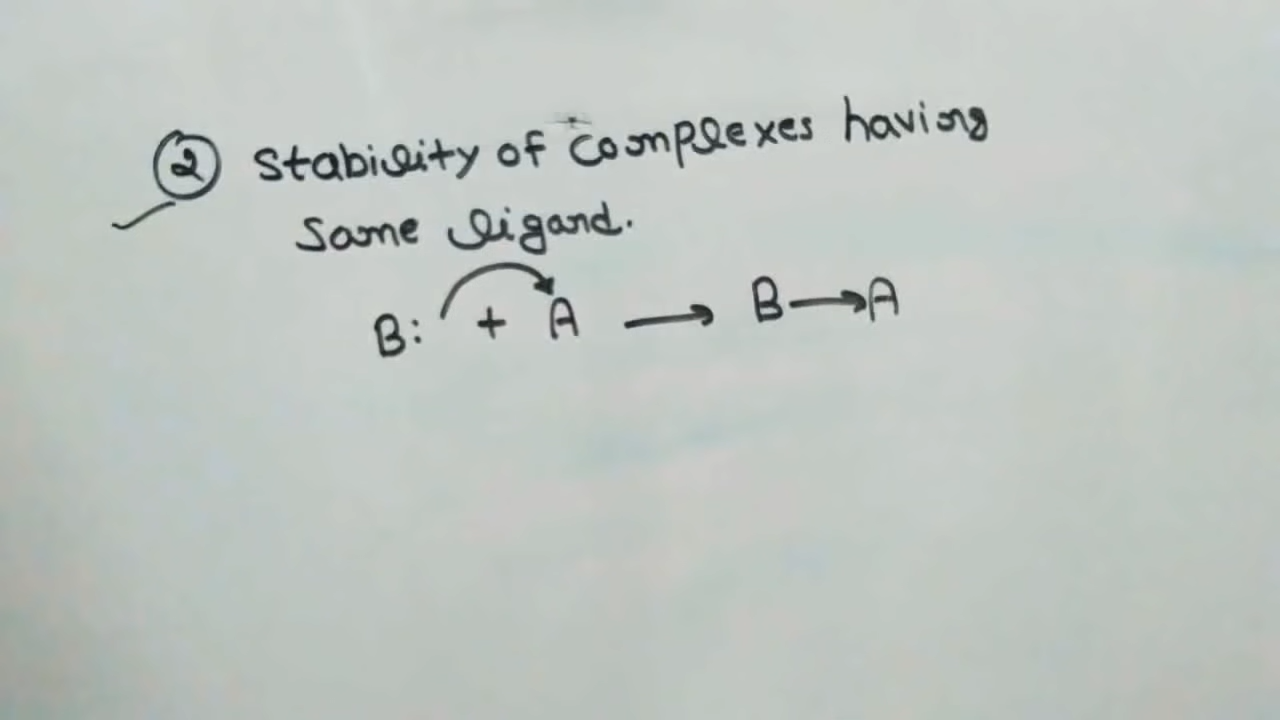 ② Stability of complexes having
Same ligand.
B: + A ⟶ B⟶A